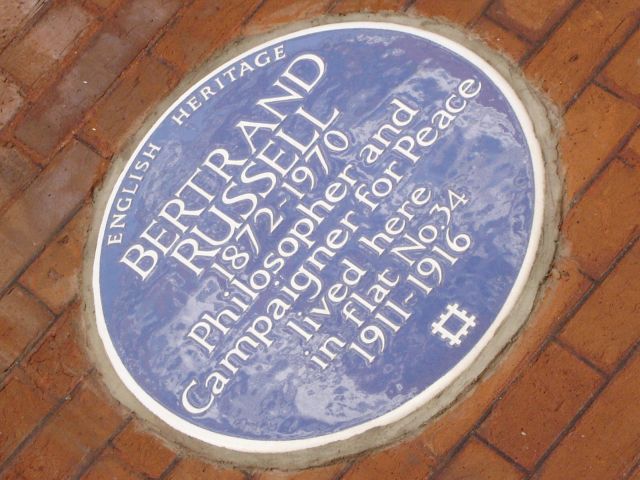 ENGLISH HERITAGE
BERTRAND
RUSSELL
1872-1970
Philosopher and
Campaigner for Peace
lived here
in flat No.34
1911-1916